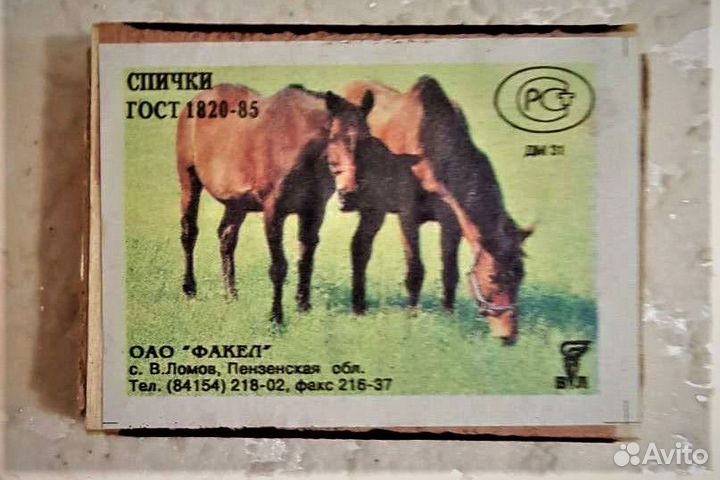 СПИЧКИ
ГОСТ 1820-85
РСТ
ДМ 31
ОАО "ФАКЕЛ"
с. В.Ломов, Пензенская обл.
Тел. (84154) 218-02, факс 216-37
В Л
Avito